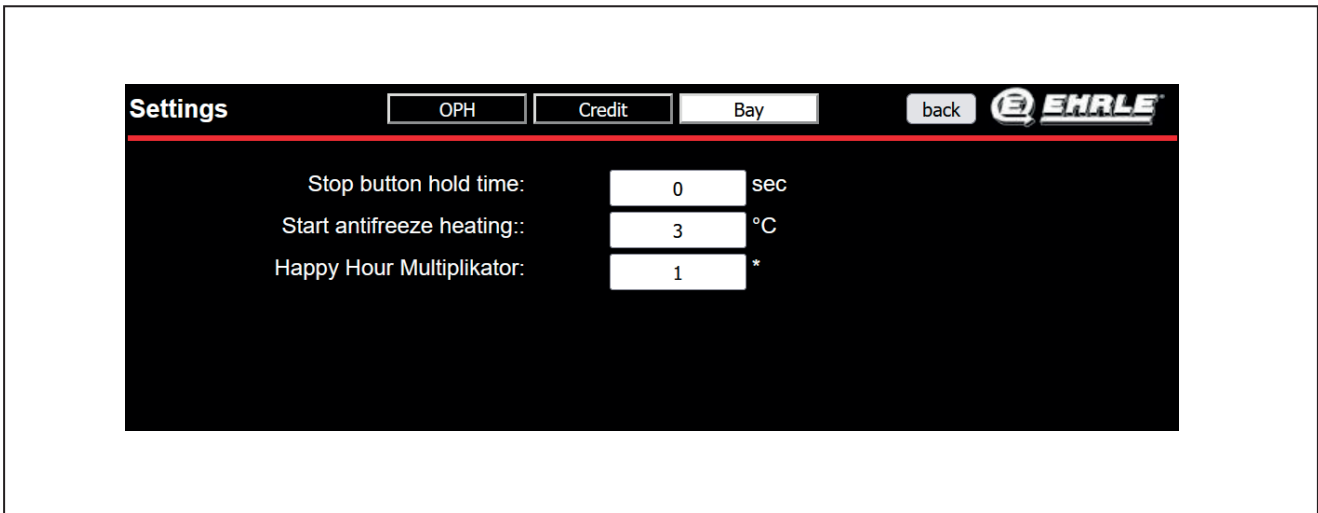 Settings OPH Credit Bay back E EHRLE
Stop button hold time: 0 sec
Start antifreeze heating:: 3 °C
Happy Hour Multiplikator: 1 *